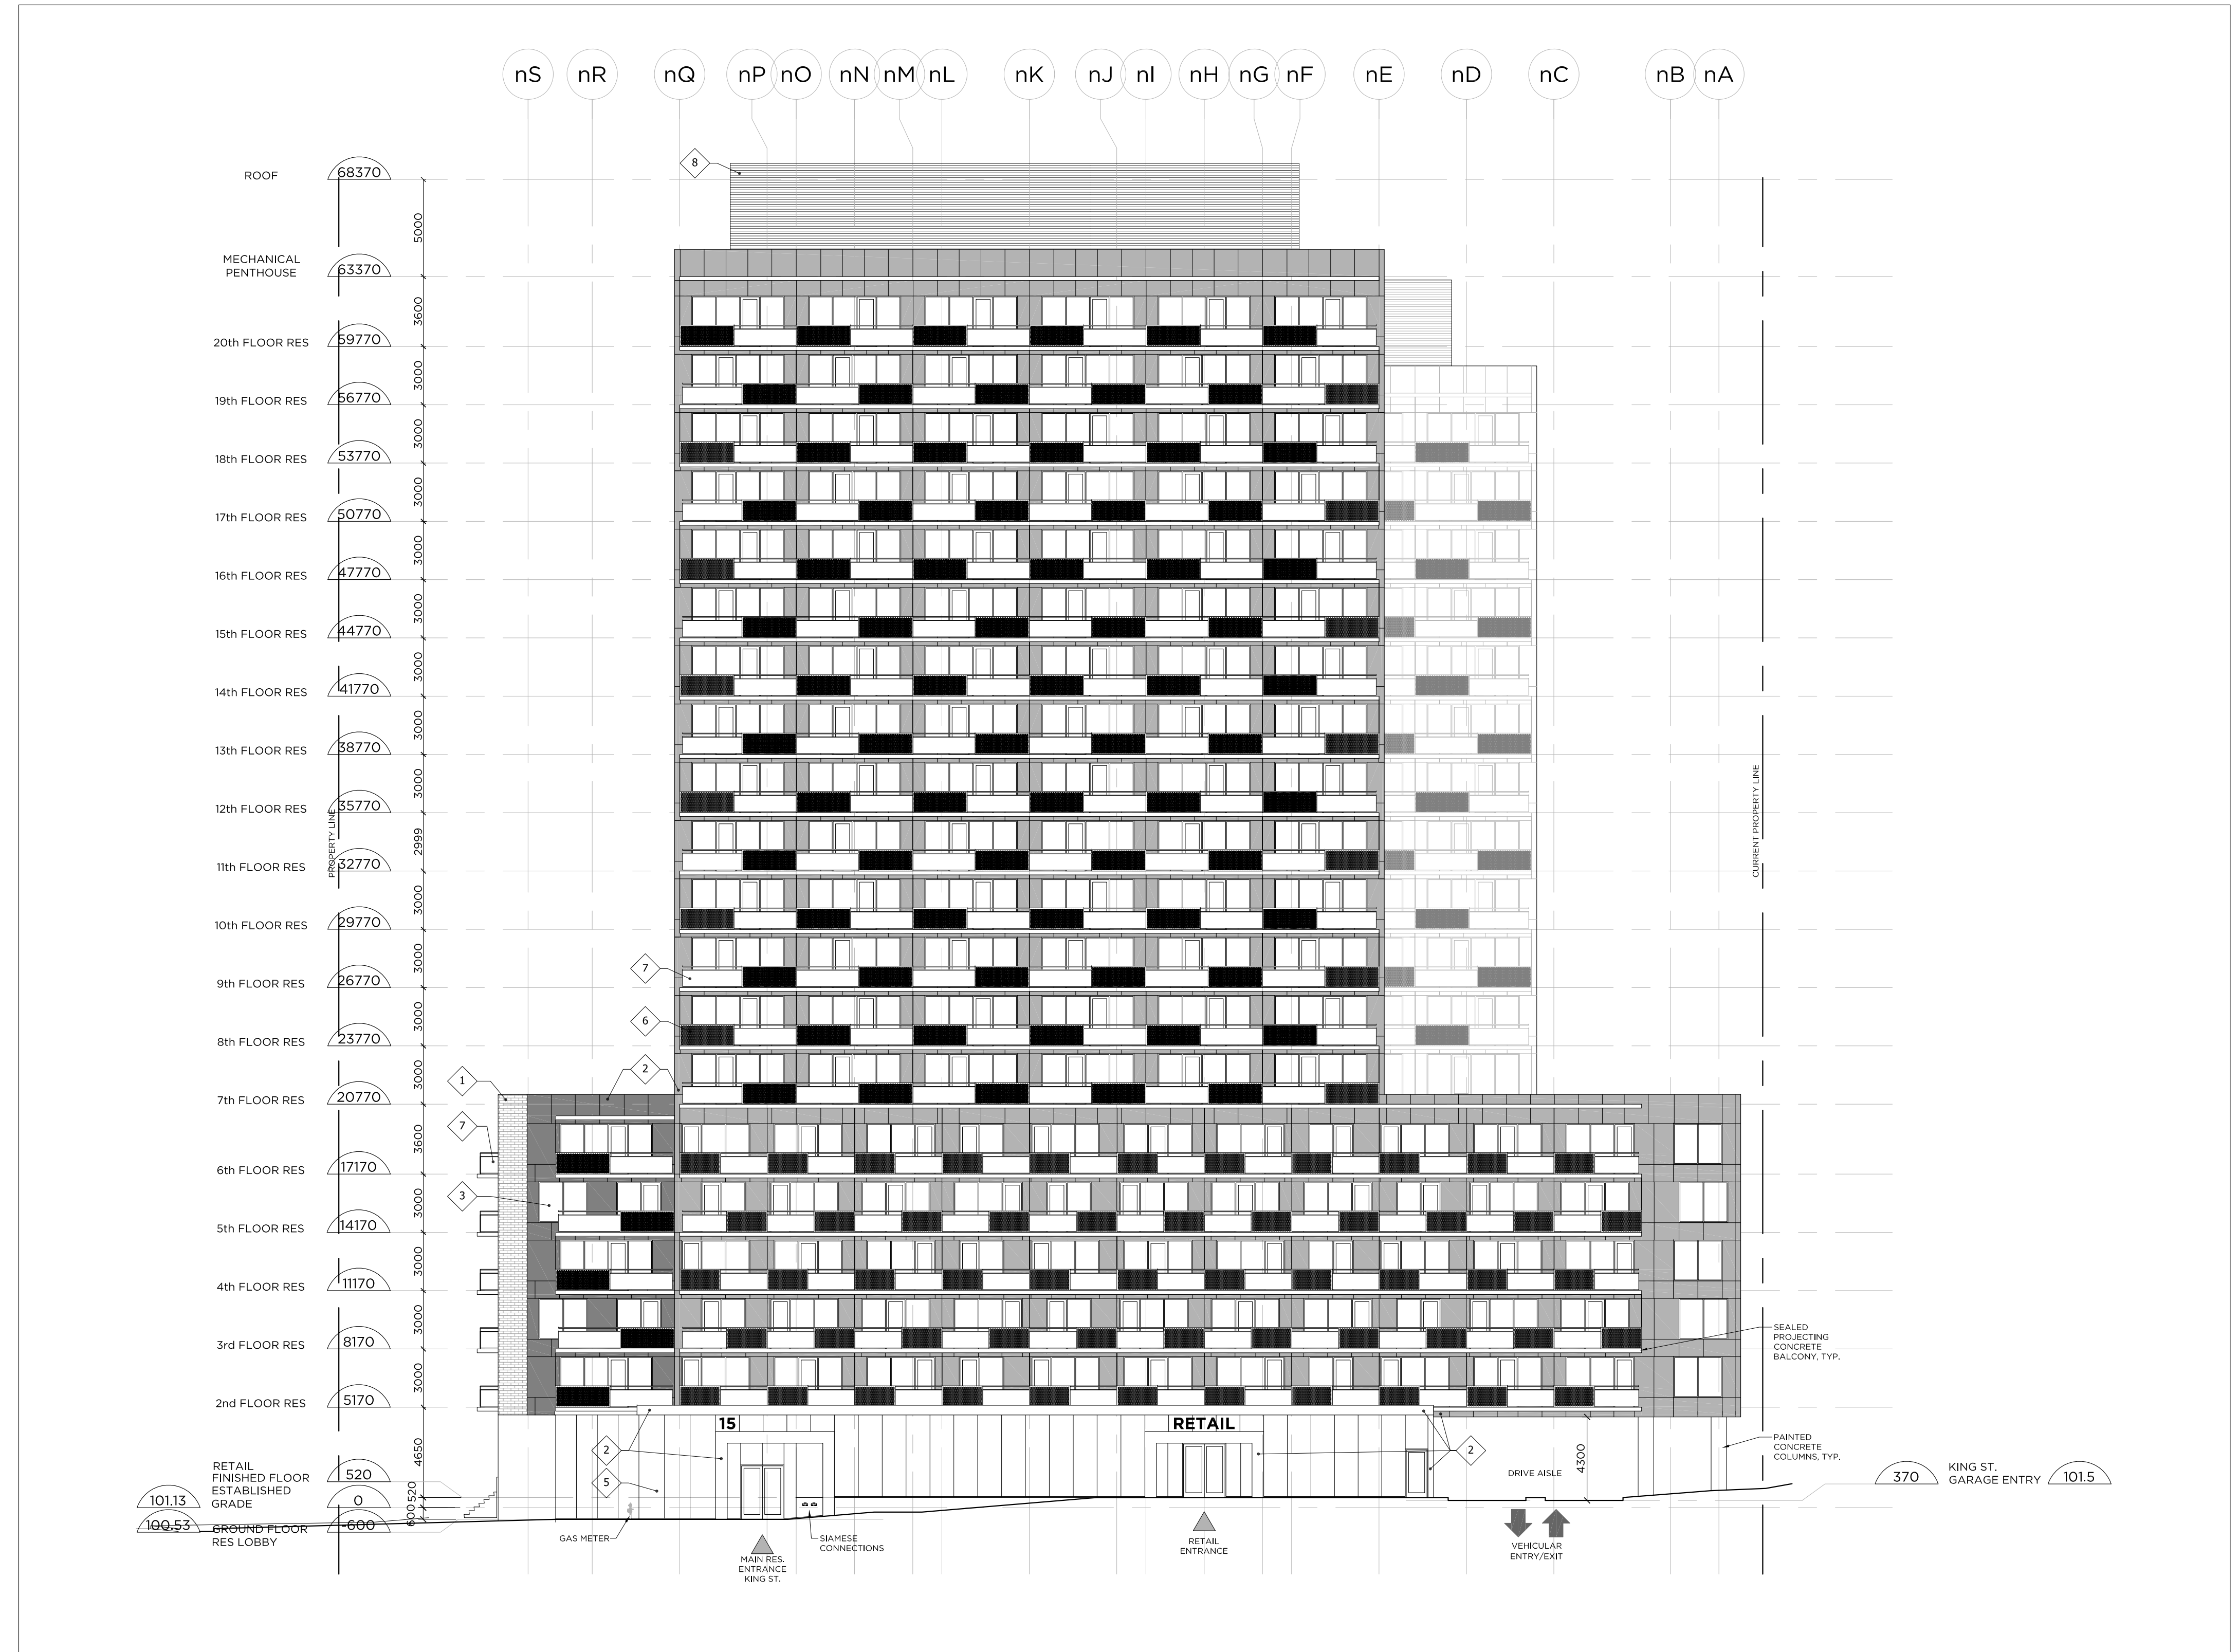 nS nR nQ nP nO nN nM nL nK nJ nI nH nG nF nE nD nC nB nA
8
ROOF 68370
5000
MECHANICAL
PENTHOUSE 63370
3600
20th FLOOR RES 59770
3000
19th FLOOR RES 56770
3000
18th FLOOR RES 53770
3000
17th FLOOR RES 50770
3000
16th FLOOR RES 47770
3000
15th FLOOR RES 44770
3000
14th FLOOR RES 41770
3000
13th FLOOR RES 38770
3000
12th FLOOR RES 35770
PROPERTY LINE
CURRENT PROPERTY LINE
2999
11th FLOOR RES 32770
3000
10th FLOOR RES 29770
3000
7
9th FLOOR RES 26770
3000
6
8th FLOOR RES 23770
3000
2
1
7th FLOOR RES 20770
3600
7
6th FLOOR RES 17170
3000
3
5th FLOOR RES 14170
3000
4th FLOOR RES 11170
3000
3rd FLOOR RES 8170
SEALED
PROJECTING
CONCRETE
BALCONY, TYP.
3000
2nd FLOOR RES 5170
15
RETAIL
4650
2
2
5
4300
DRIVE AISLE
PAINTED
CONCRETE
COLUMNS, TYP.
RETAIL
FINISHED FLOOR 520
520
ESTABLISHED
GRADE 0
101.13
600
100.53
GROUND FLOOR -600
RES LOBBY
370
KING ST.
GARAGE ENTRY 101.5
GAS METER
SIAMESE
CONNECTIONS
MAIN RES.
ENTRANCE
KING ST.
RETAIL
ENTRANCE
VEHICULAR
ENTRY/EXIT